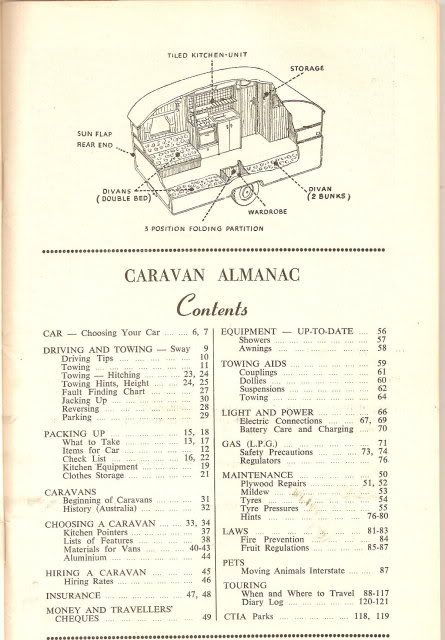 TILED KITCHEN-UNIT
STORAGE
SUN FLAP
REAR END
DIVANS
(DOUBLE BED)
DIVAN
(2 BUNKS)
WARDROBE
3 POSITION FOLDING PARTITION
CARAVAN ALMANAC
Contents
CAR — Choosing Your Car .... ... 6, 7
DRIVING AND TOWING — Sway 9
Driving Tips .... 10
Towing .... 11
Towing — Hitching .... 23, 24
Towing Hints, Height .... 24, 25
Fault Finding Chart .... 27
Jacking Up .... 30
Reversing .... 28
Parking .... 29
PACKING UP .... 15, 18
What to Take .... 13, 17
Items for Car .... 12
Check List .... 16, 22
Kitchen Equipment .... 19
Clothes Storage .... 21
CARAVANS
Beginning of Caravans .... 31
History (Australia) .... 32
CHOOSING A CARAVAN .... 33, 34
Kitchen Pointers .... 37
Lists of Features .... 38
Materials for Vans .... 40-43
Aluminium .... 44
HIRING A CARAVAN .... 45
Hiring Rates .... 46
INSURANCE .... 47, 48
MONEY AND TRAVELLERS'
CHEQUES .... 49
EQUIPMENT — UP-TO-DATE .... 56
Showers .... 57
Awnings .... 58
TOWING AIDS .... 59
Couplings .... 61
Dollies .... 60
Suspensions .... 62
Towing .... 64
LIGHT AND POWER .... 66
Electric Connections .... 67, 69
Battery Care and Charging .... 70
GAS (L.P.G.) .... 71
Safety Precautions .... 73, 74
Regulators .... 76
MAINTENANCE .... 50
Plywood Repairs .... 51, 52
Mildew .... 53
Tyres .... 54
Tyre Pressures .... 55
Hints .... 76-80
LAWS .... 81-83
Fire Prevention .... 84
Fruit Regulations .... 85-87
PETS
Moving Animals Interstate .... 87
TOURING
When and Where to Travel 88-117
Diary Log .... 120-121
CTIA Parks .... 118, 119